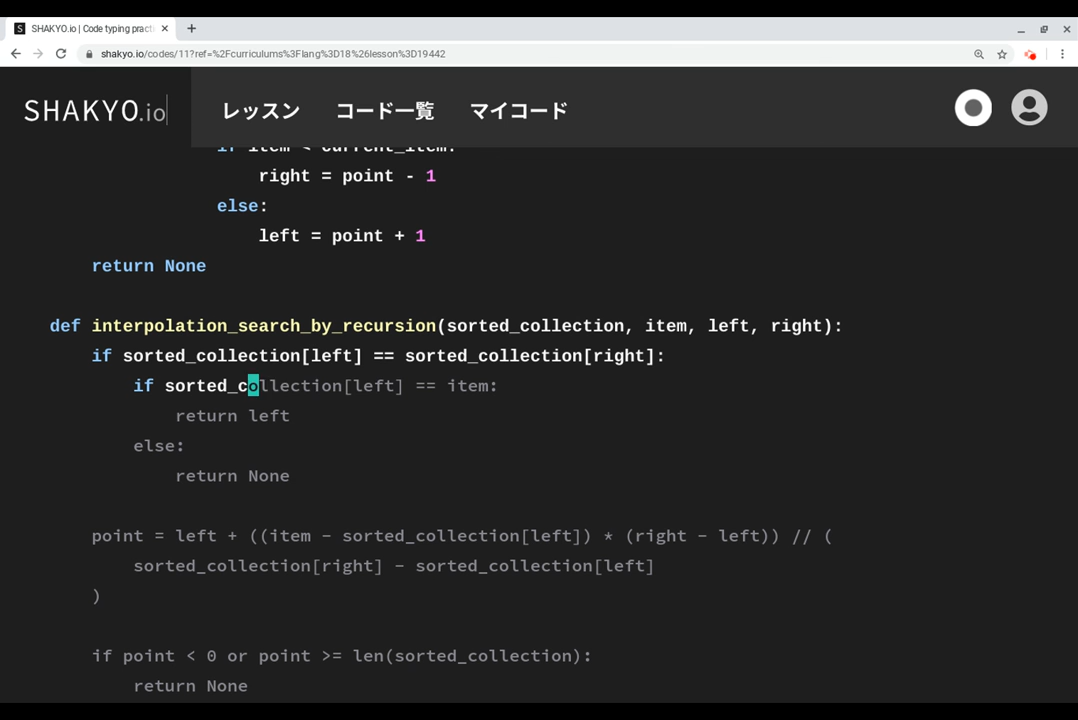 SHAKYO.io | Code typing pract
shakyo.io/codes/11?ref=%2Fcurriculums%3Flang%3D18%26lesson%3D19442
SHAKYO.io レッスン コード一覧 マイコード
if item < current_item:
right = point - 1
else:
left = point + 1
return None
def interpolation_search_by_recursion(sorted_collection, item, left, right):
if sorted_collection[left] == sorted_collection[right]:
if sorted_collection[left] == item:
return left
else:
return None
point = left + ((item - sorted_collection[left]) * (right - left)) // (
sorted_collection[right] - sorted_collection[left]
)
if point < 0 or point >= len(sorted_collection):
return None